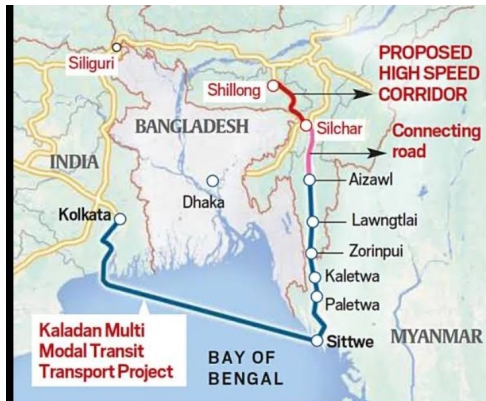 Siliguri
PROPOSED
HIGH SPEED
CORRIDOR
Shillong
BANGLADESH
Silchar
Connecting
road
INDIA
Aizawl
Dhaka
Kolkata
Lawngtlai
Zorinpui
Kaletwa
Paletwa
Kaladan Multi
Modal Transit
Transport Project
Sittwe
MYANMAR
BAY OF
BENGAL